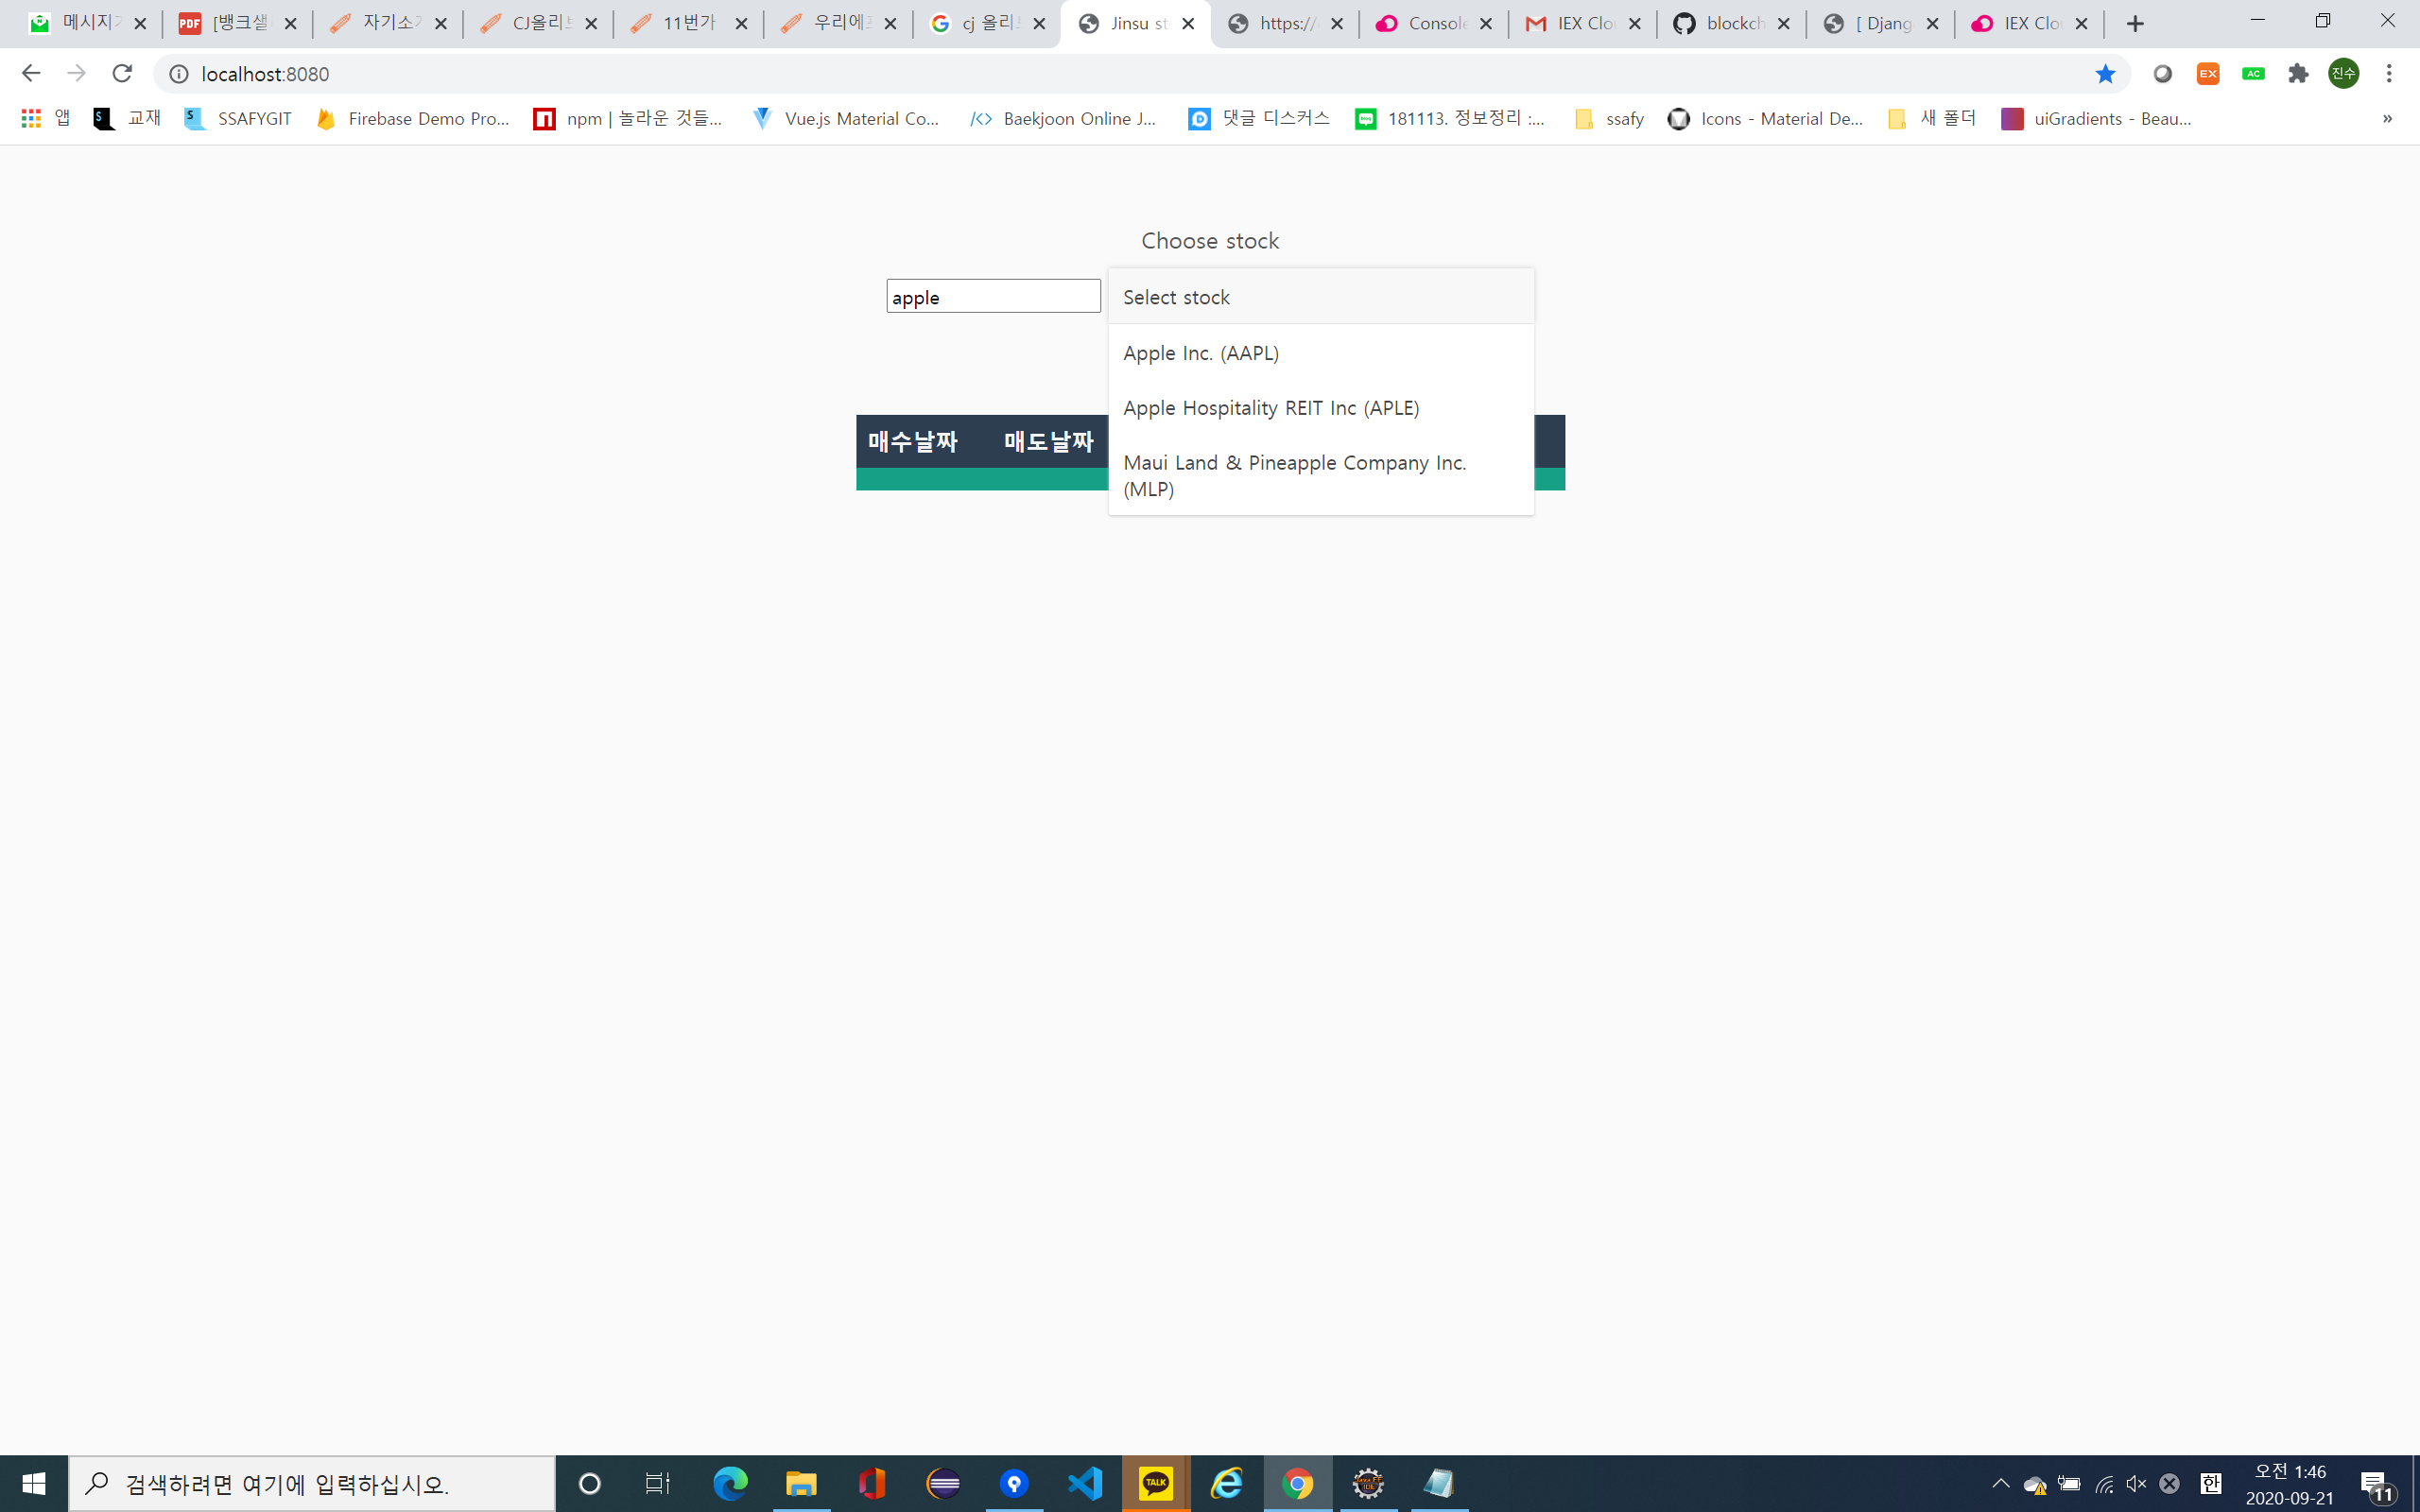 메시지
[뱅크샐
자기소
CJ올리
11번가
우리에
cj 올리
Jinsu st
https://
Console
IEX Clo
blockch
[ Djang
IEX Clo
localhost:8080
진수
앱
교재
SSAFYGIT
Firebase Demo Pro...
npm | 놀라운 것들...
Vue.js Material Co...
Baekjoon Online J...
댓글 디스커스
181113. 정보정리 :...
ssafy
Icons - Material De...
새 폴더
uiGradients - Beau...
»
Choose stock
apple
Select stock
Apple Inc. (AAPL)
Apple Hospitality REIT Inc (APLE)
매수날짜 매도날짜
Maui Land & Pineapple Company Inc.
(MLP)
검색하려면 여기에 입력하십시오.
TALK
한
오전 1:46
2020-09-21
11